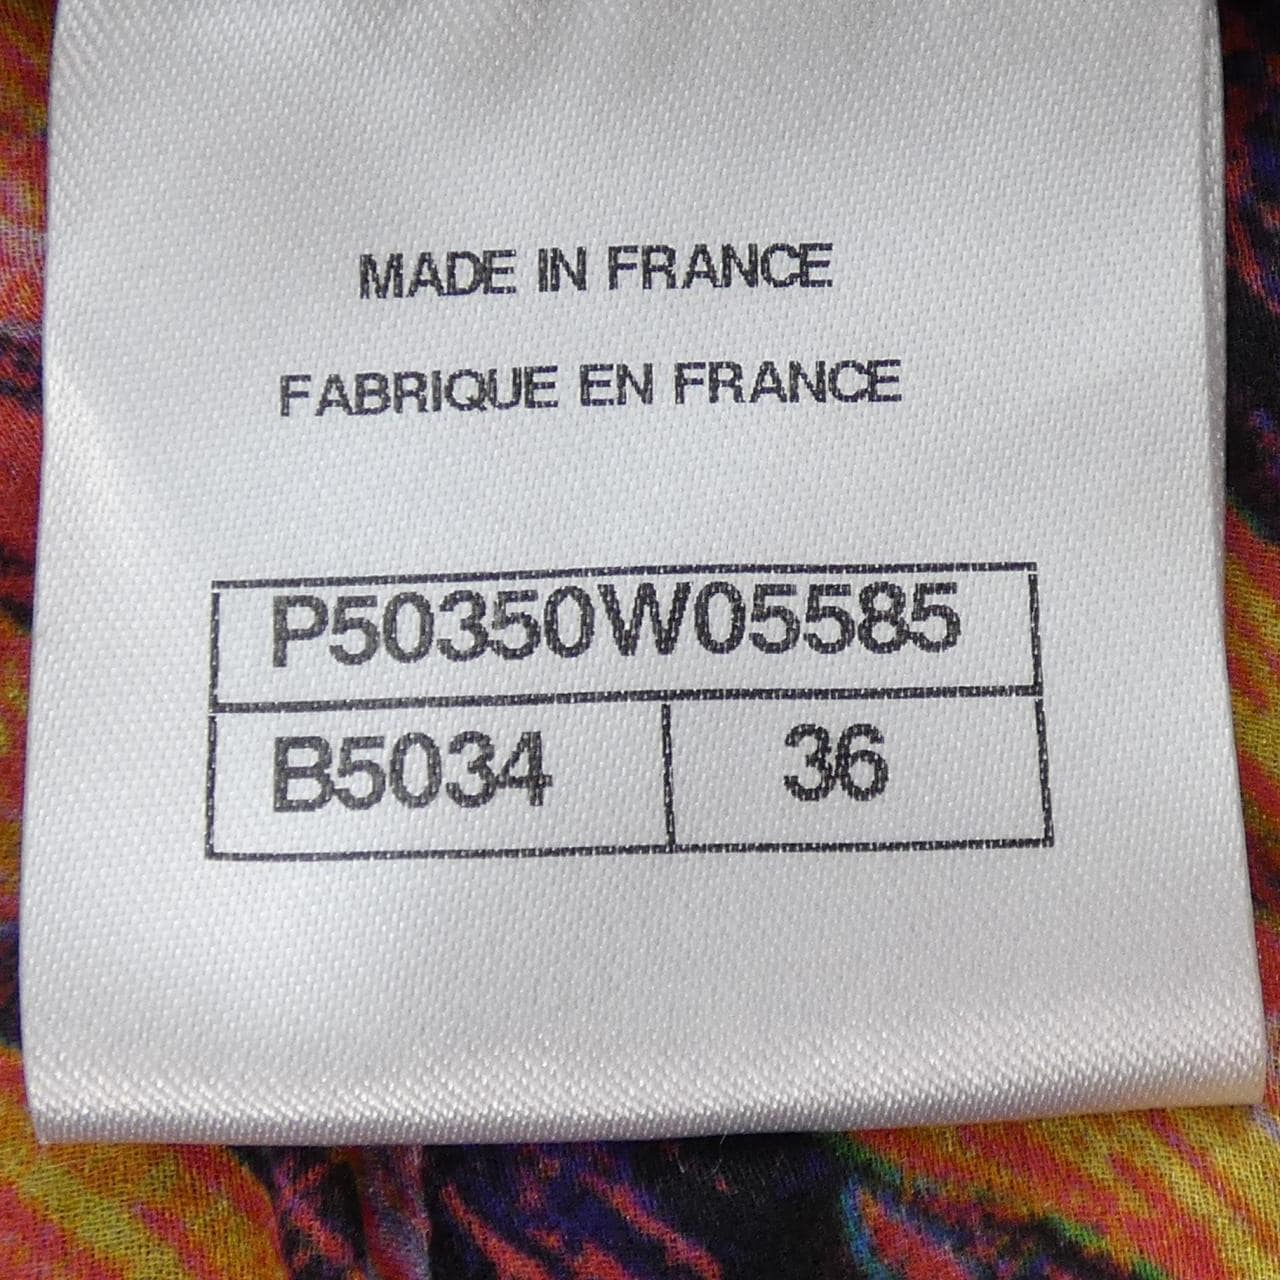 MADE IN FRANCE
FABRIQUE EN FRANCE
P50350W05585
B5034 36